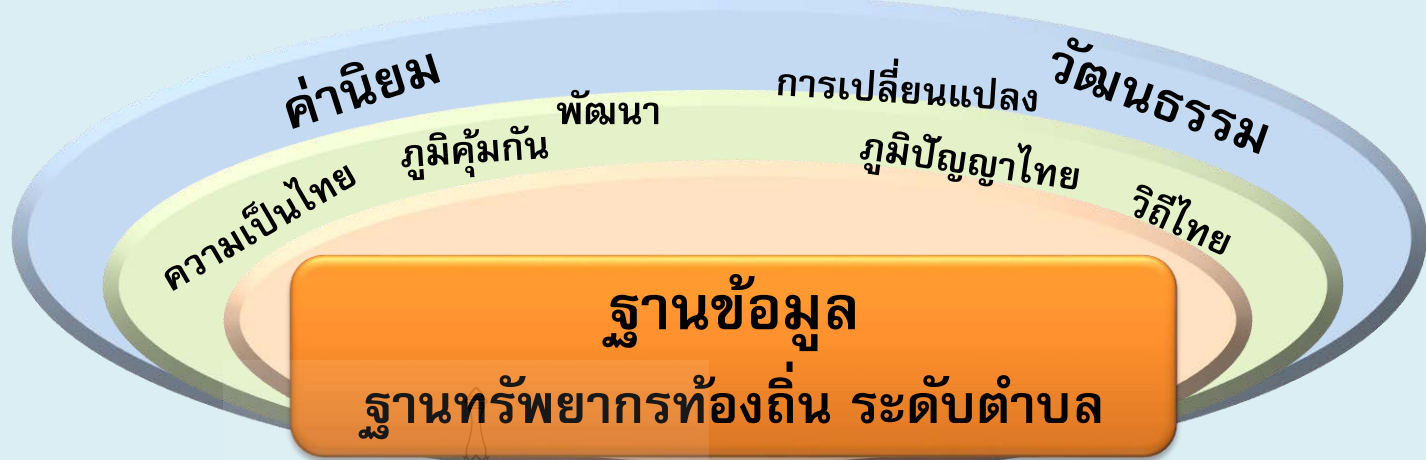 ค่านิยม
วัฒนธรรม
พัฒนา
การเปลี่ยนแปลง
ความเป็นไทย
ภูมิคุ้มกัน
ภูมิปัญญาไทย
วิถีไทย
ฐานข้อมูล
ฐานทรัพยากรท้องถิ่น ระดับตำบล